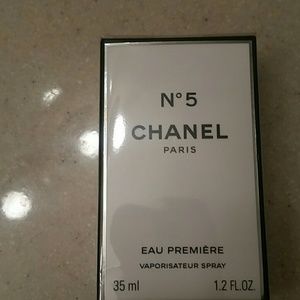 N°5
CHANEL
PARIS
EAU PREMIÈRE
VAPORISATEUR SPRAY
35 ml 1.2 FL.OZ.